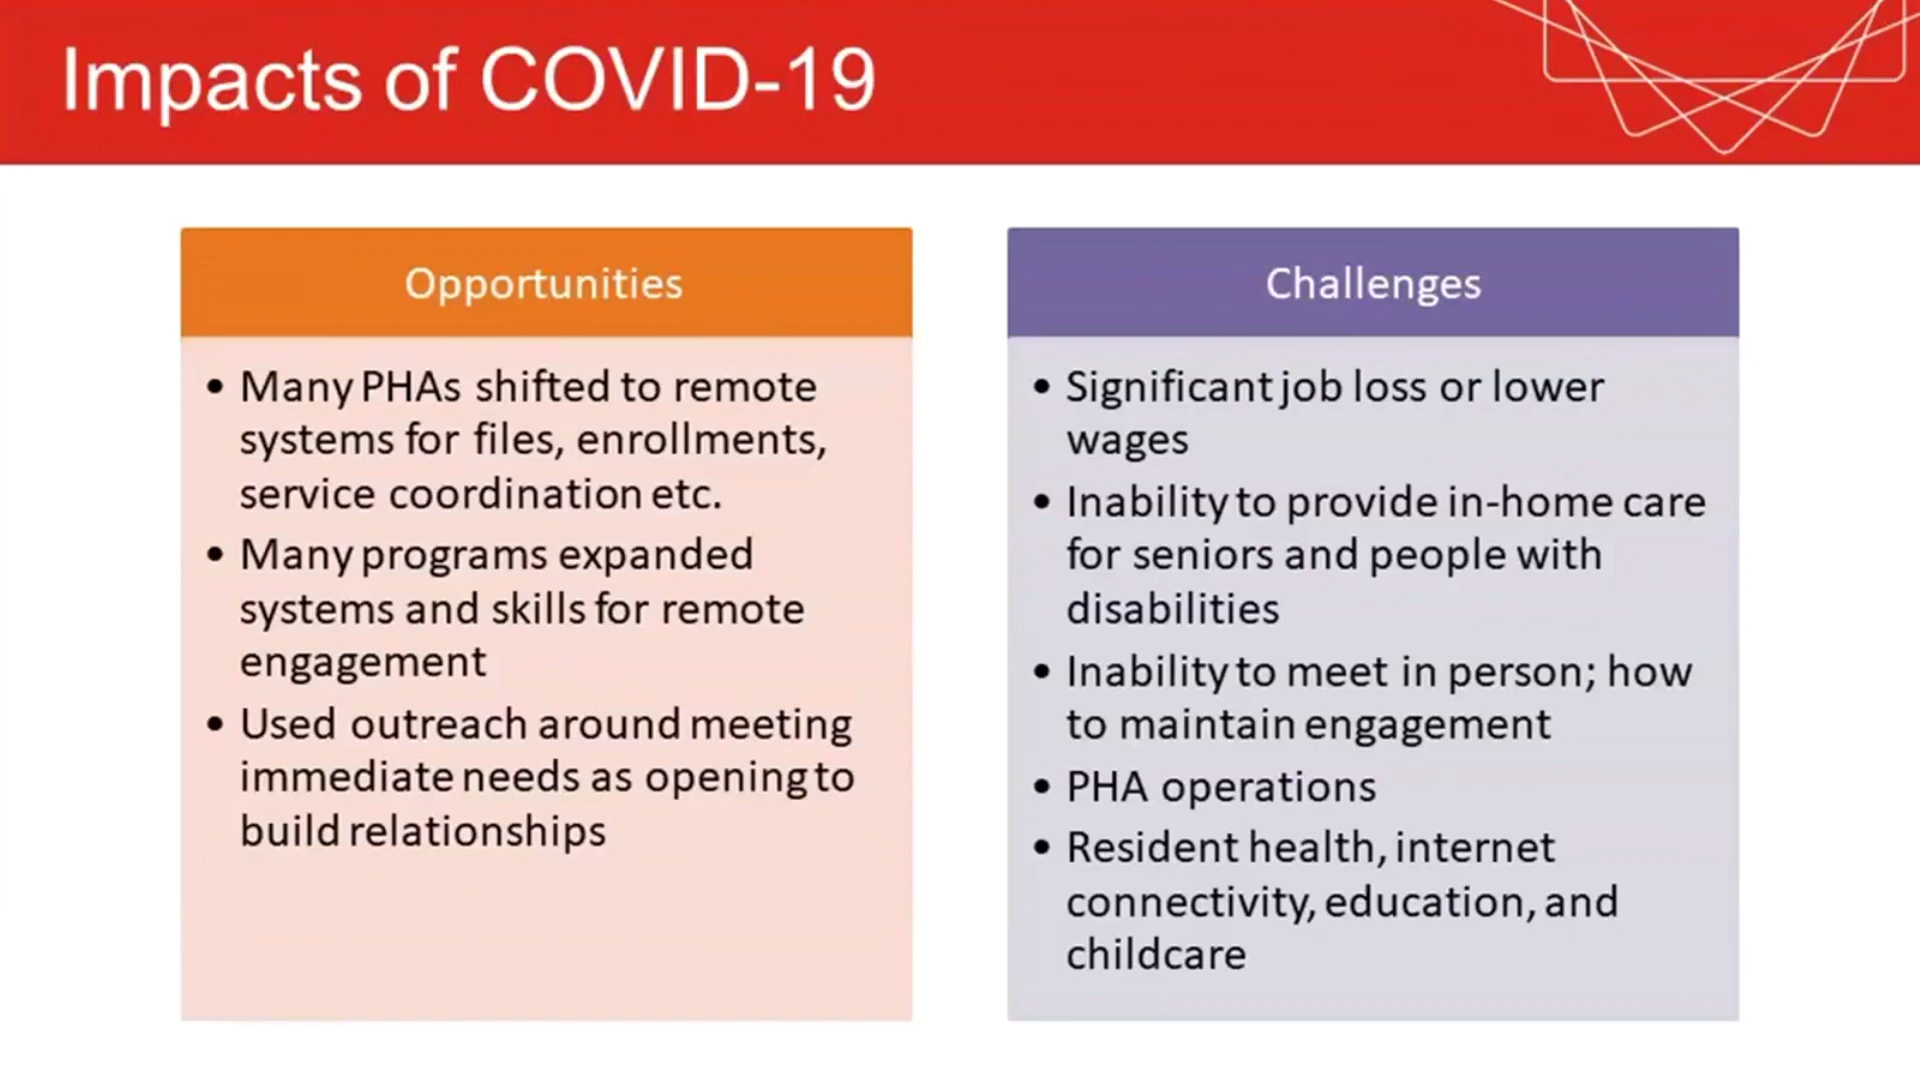 Impacts of COVID-19
Opportunities
• Many PHAs shifted to remote
systems for files, enrollments,
service coordination etc.
• Many programs expanded
systems and skills for remote
engagement
• Used outreach around meeting
immediate needs as opening to
build relationships
Challenges
• Significant job loss or lower
wages
• Inability to provide in-home care
for seniors and people with
disabilities
• Inability to meet in person; how
to maintain engagement
• PHA operations
• Resident health, internet
connectivity, education, and
childcare